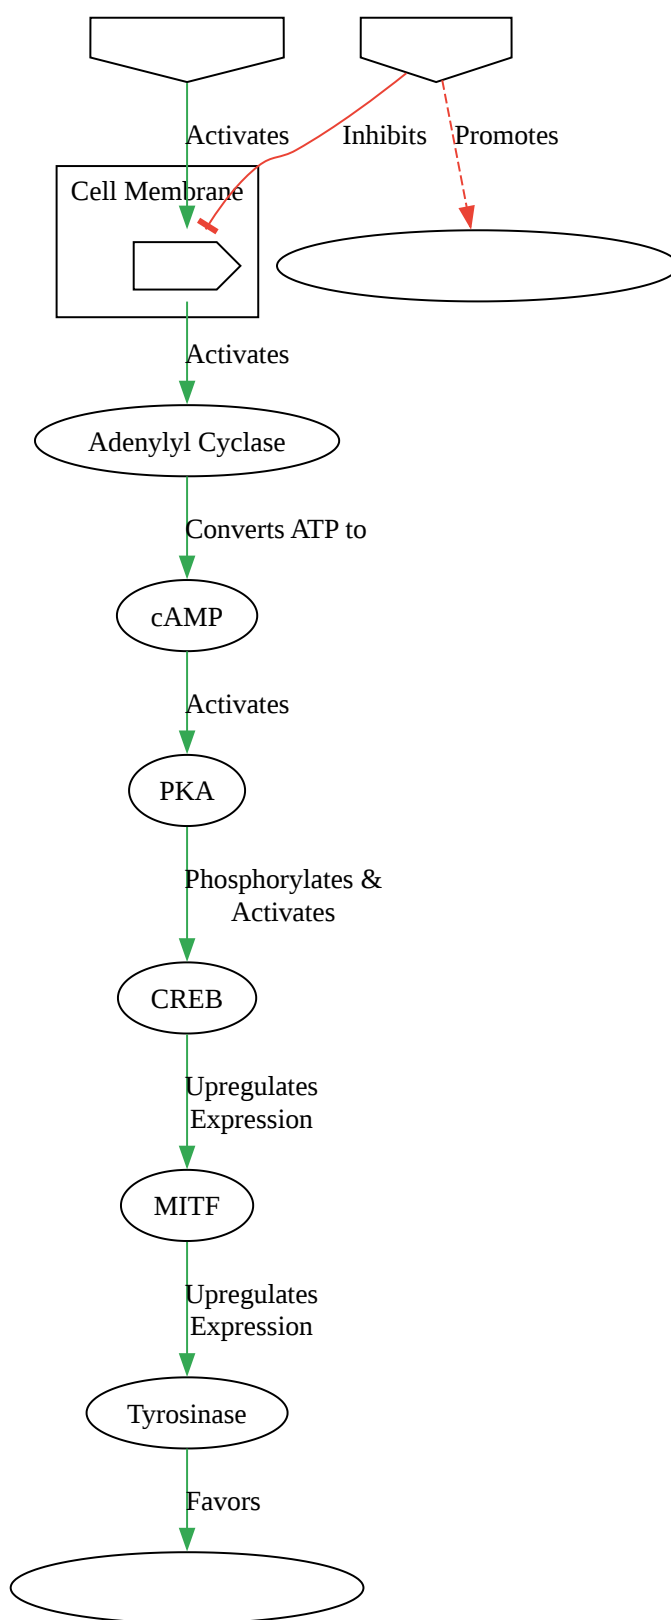 Activates
Inhibits
Promotes
Cell Membrane
Activates
Adenylyl Cyclase
Converts ATP to
cAMP
Activates
PKA
Phosphorylates &
Activates
CREB
Upregulates
Expression
MITF
Upregulates
Expression
Tyrosinase
Favors